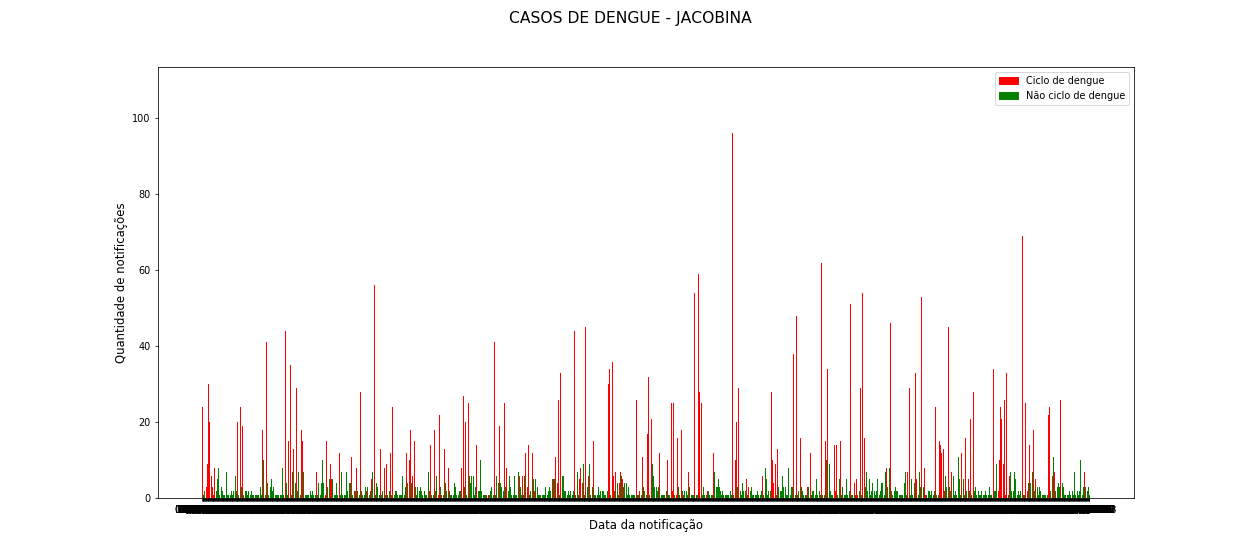 CASOS DE DENGUE - JACOBINA
Ciclo de dengue
Não ciclo de dengue
100
80
60
40
20
0
Quantidade de notificações
Data da notificação